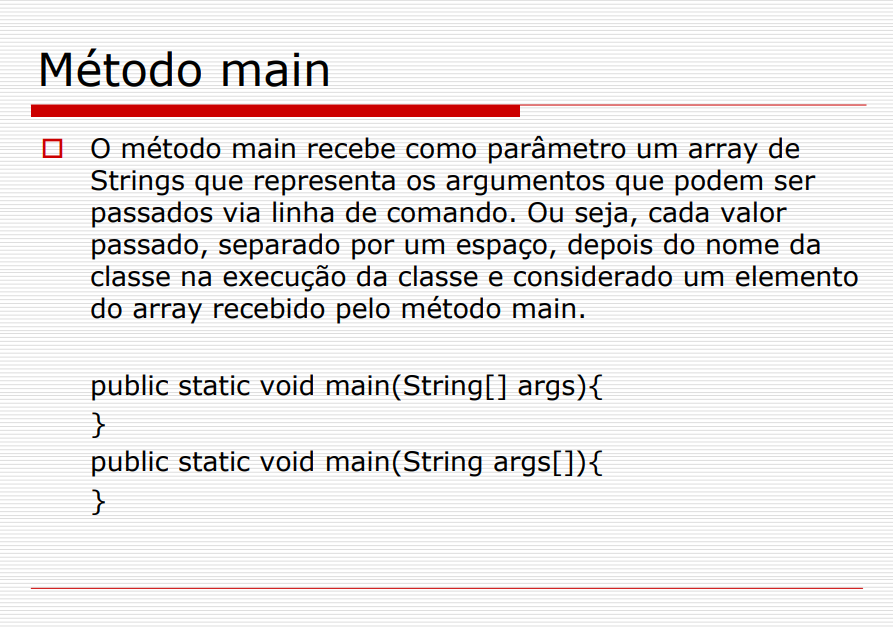 Método main
O método main recebe como parâmetro um array de
Strings que representa os argumentos que podem ser
passados via linha de comando. Ou seja, cada valor
passado, separado por um espaço, depois do nome da
classe na execução da classe e considerado um elemento
do array recebido pelo método main.
public static void main(String[] args){
}
public static void main(String args[]){
}